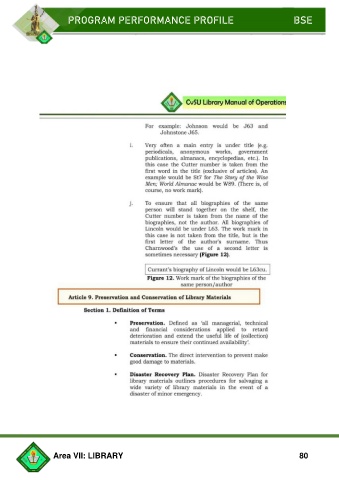 PROGRAM PERFORMANCE PROFILE BSE
CvSU Library Manual of Operations
For example: Johnson would be J63 and
Johnstone J65.
i. Very often a main entry is under title (e.g.
periodicals, anonymous works, government
publications, almanacs, encyclopedias, etc.). In
this case the Cutter number is taken from the
first word in the title (exclusive of articles). An
example would be St7 for The Story of the Wise
Men; World Almanac would be W89. (There is, of
course, no work mark).
j. To ensure that all biographies of the same
person will stand together on the shelf, the
Cutter number is taken from the name of the
biographies, not the author. All biographies of
Lincoln would be under L63. The work mark in
this case is not taken from the title, but is the
first letter of the author's surname. Thus
Charnwood's the use of a second letter is
sometimes necessary (Figure 12).
Current's biography of Lincoln would be L63cu.
Figure 12. Work mark of the biographies of the
same person/author
Article 9. Preservation and Conservation of Library Materials
Section 1. Definition of Terms
• Preservation. Defined as 'all managerial, technical
and financial considerations applied to retard
deterioration and extend the useful life of (collection)
materials to ensure their continued availability'.
• Conservation. The direct intervention to prevent make
good damage to materials.
• Disaster Recovery Plan. Disaster Recovery Plan for
library materials outlines procedures for salvaging a
wide variety of library materials in the event of a
disaster of minor emergency.
Area VII: LIBRARY 80